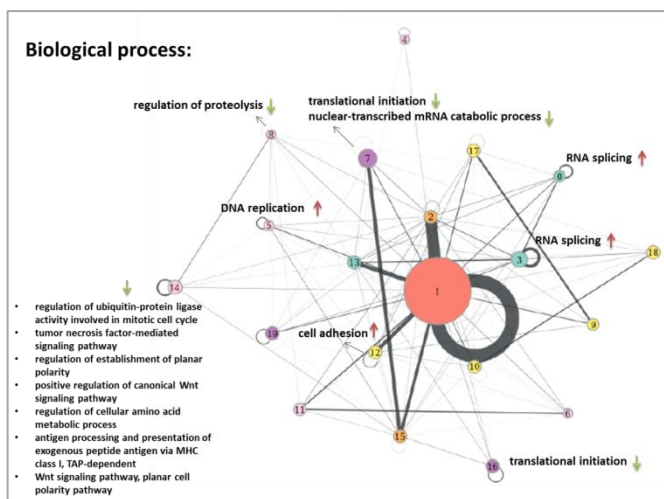 Biological process:
4
regulation of proteolysis
translational initiation
nuclear-transcribed mRNA catabolic process
8
7
17
RNA splicing
0
DNA replication
5
2
RNA splicing
13
3
18
14
1
regulation of ubiquitin-protein ligase
activity involved in mitotic cell cycle
tumor necrosis factor-mediated
signaling pathway
regulation of establishment of planar
polarity
positive regulation of canonical Wnt
signaling pathway
regulation of cellular amino acid
metabolic process
antigen processing and presentation of
exogenous peptide antigen via MHC
class I, TAP-dependent
Wnt signaling pathway, planar cell
polarity pathway
19
cell adhesion
9
12
10
11
6
15
16
translational initiation